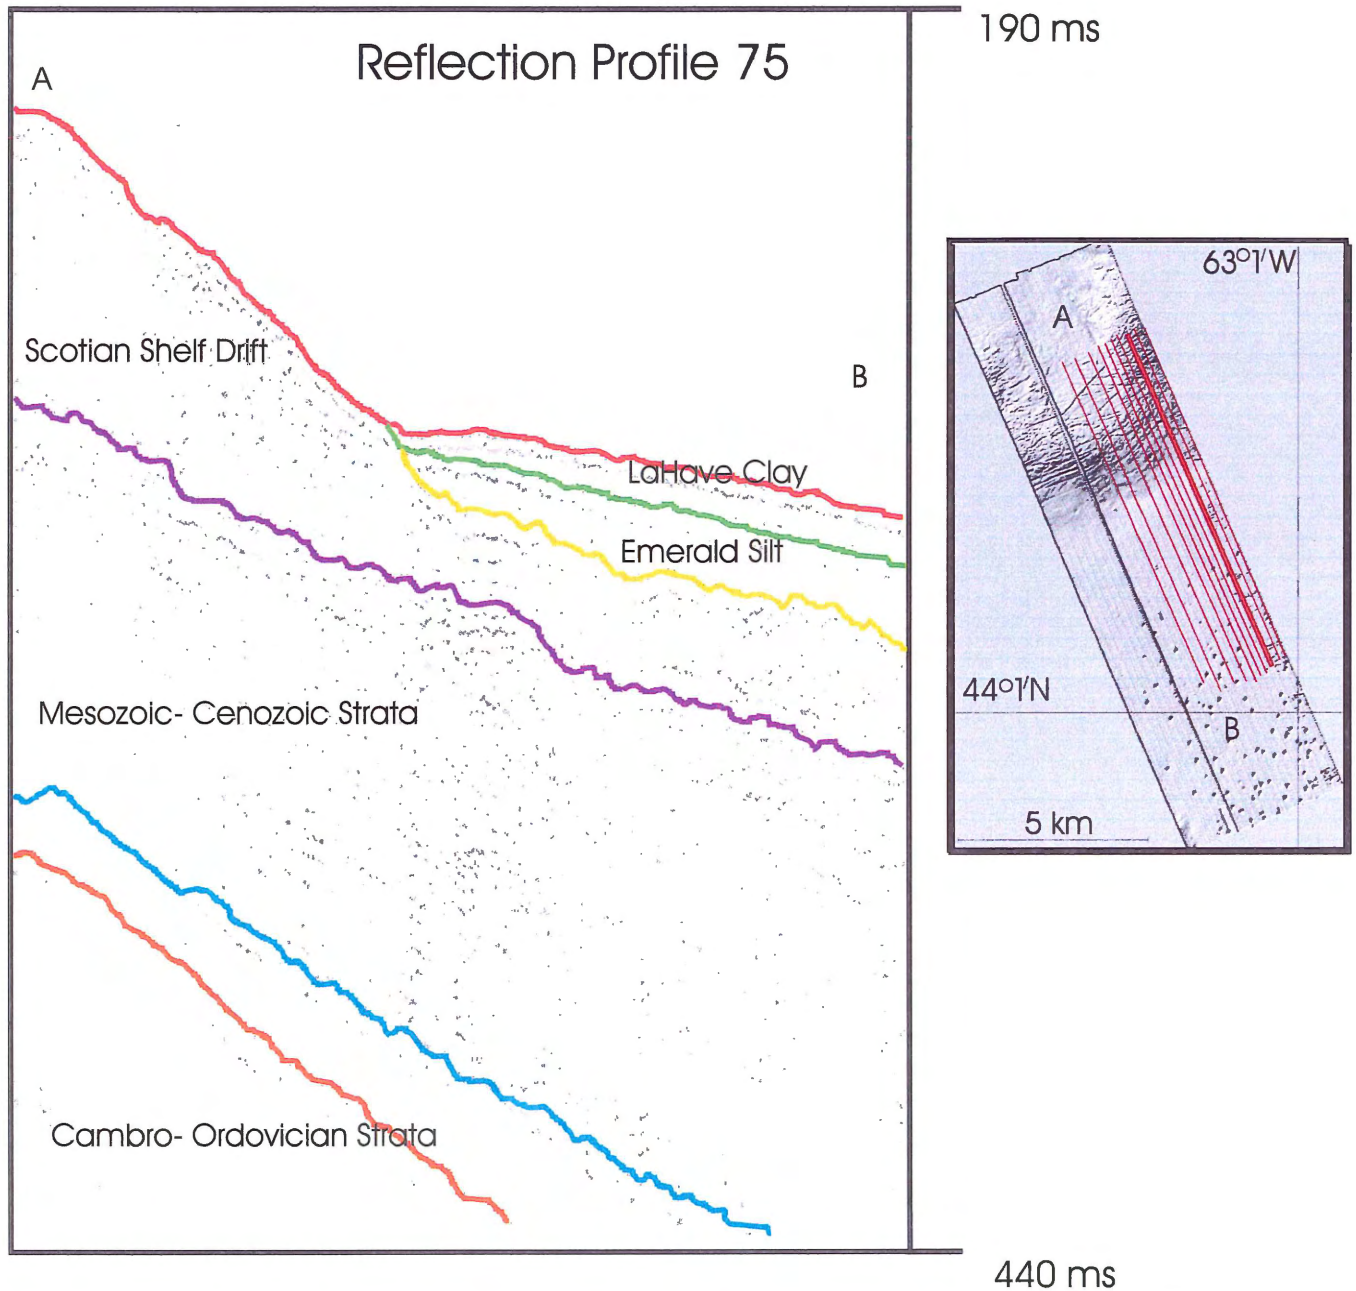 190 ms
Reflection Profile 75
A
63°1'W
A
Scotian Shelf Drift
B
LaHave Clay
Emerald Silt
44°1'N
Mesozoic- Cenozoic Strata
B
5 km
Cambro- Ordovician Strata
440 ms